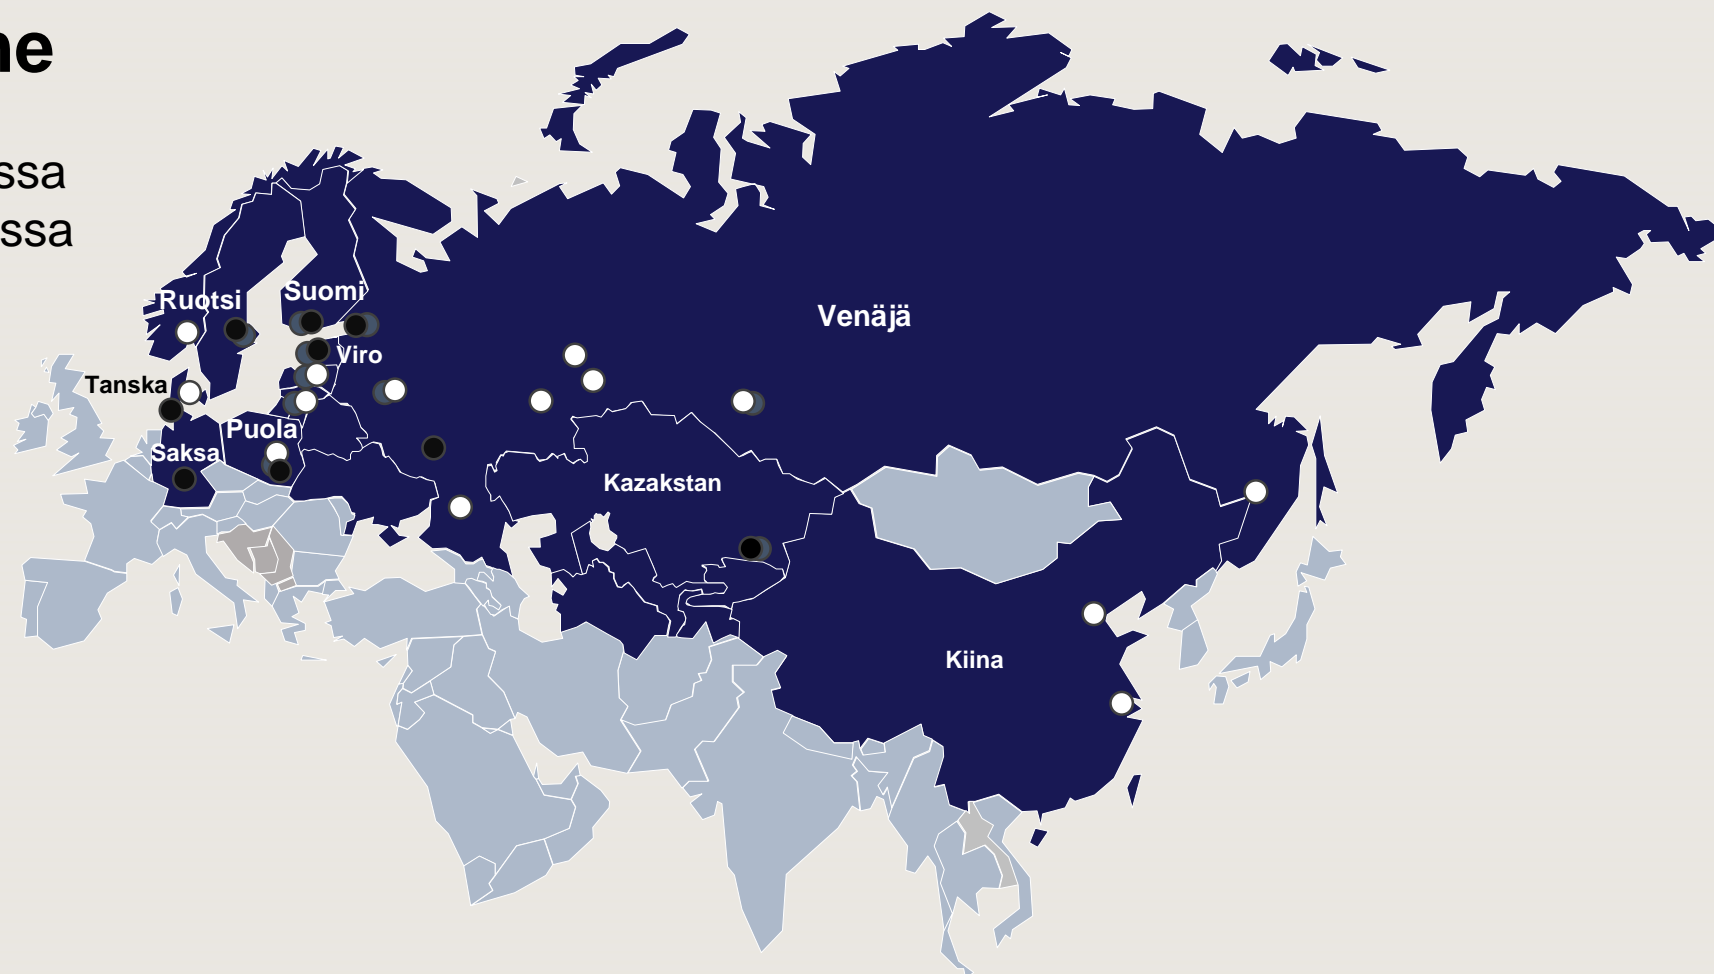 ne
ssa
ssa
Ruotsi
Suomi
Venäjä
Viro
Tanska
Puola
Saksa
Kazakstan
Kiina